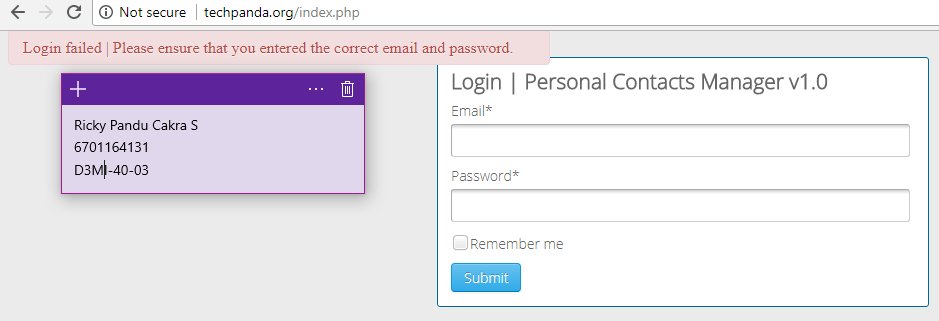 Not secure | techpanda.org/index.php
Login failed | Please ensure that you entered the correct email and password.
Ricky Pandu Cakra S
6701164131
D3MI-40-03
Login | Personal Contacts Manager v1.0
Email*
Password*
Remember me
Submit